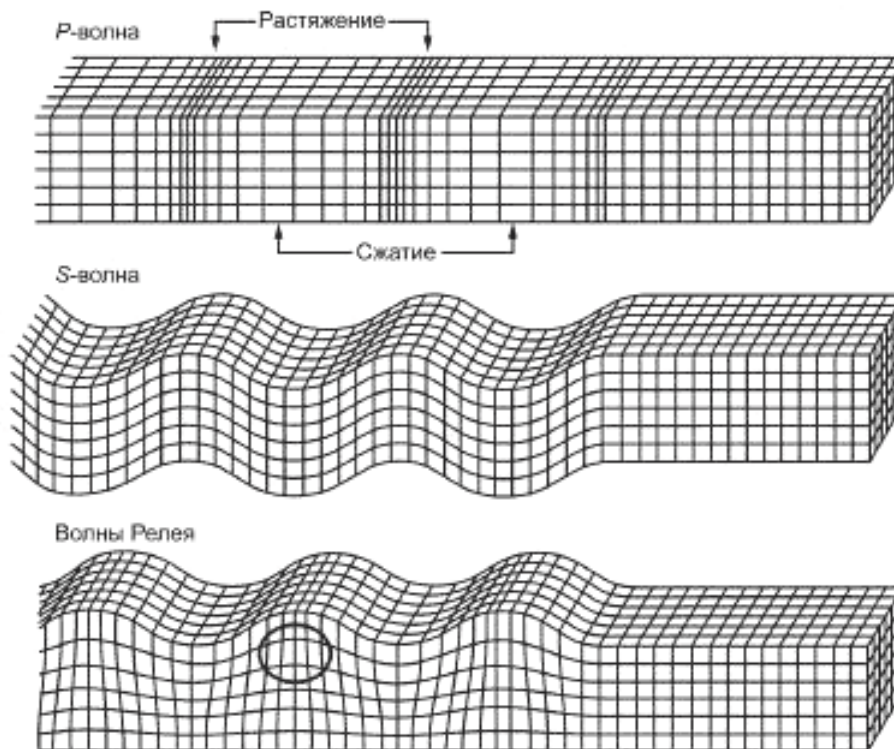 Растяжение
P-волна
Сжатие
S-волна
Волны Релея